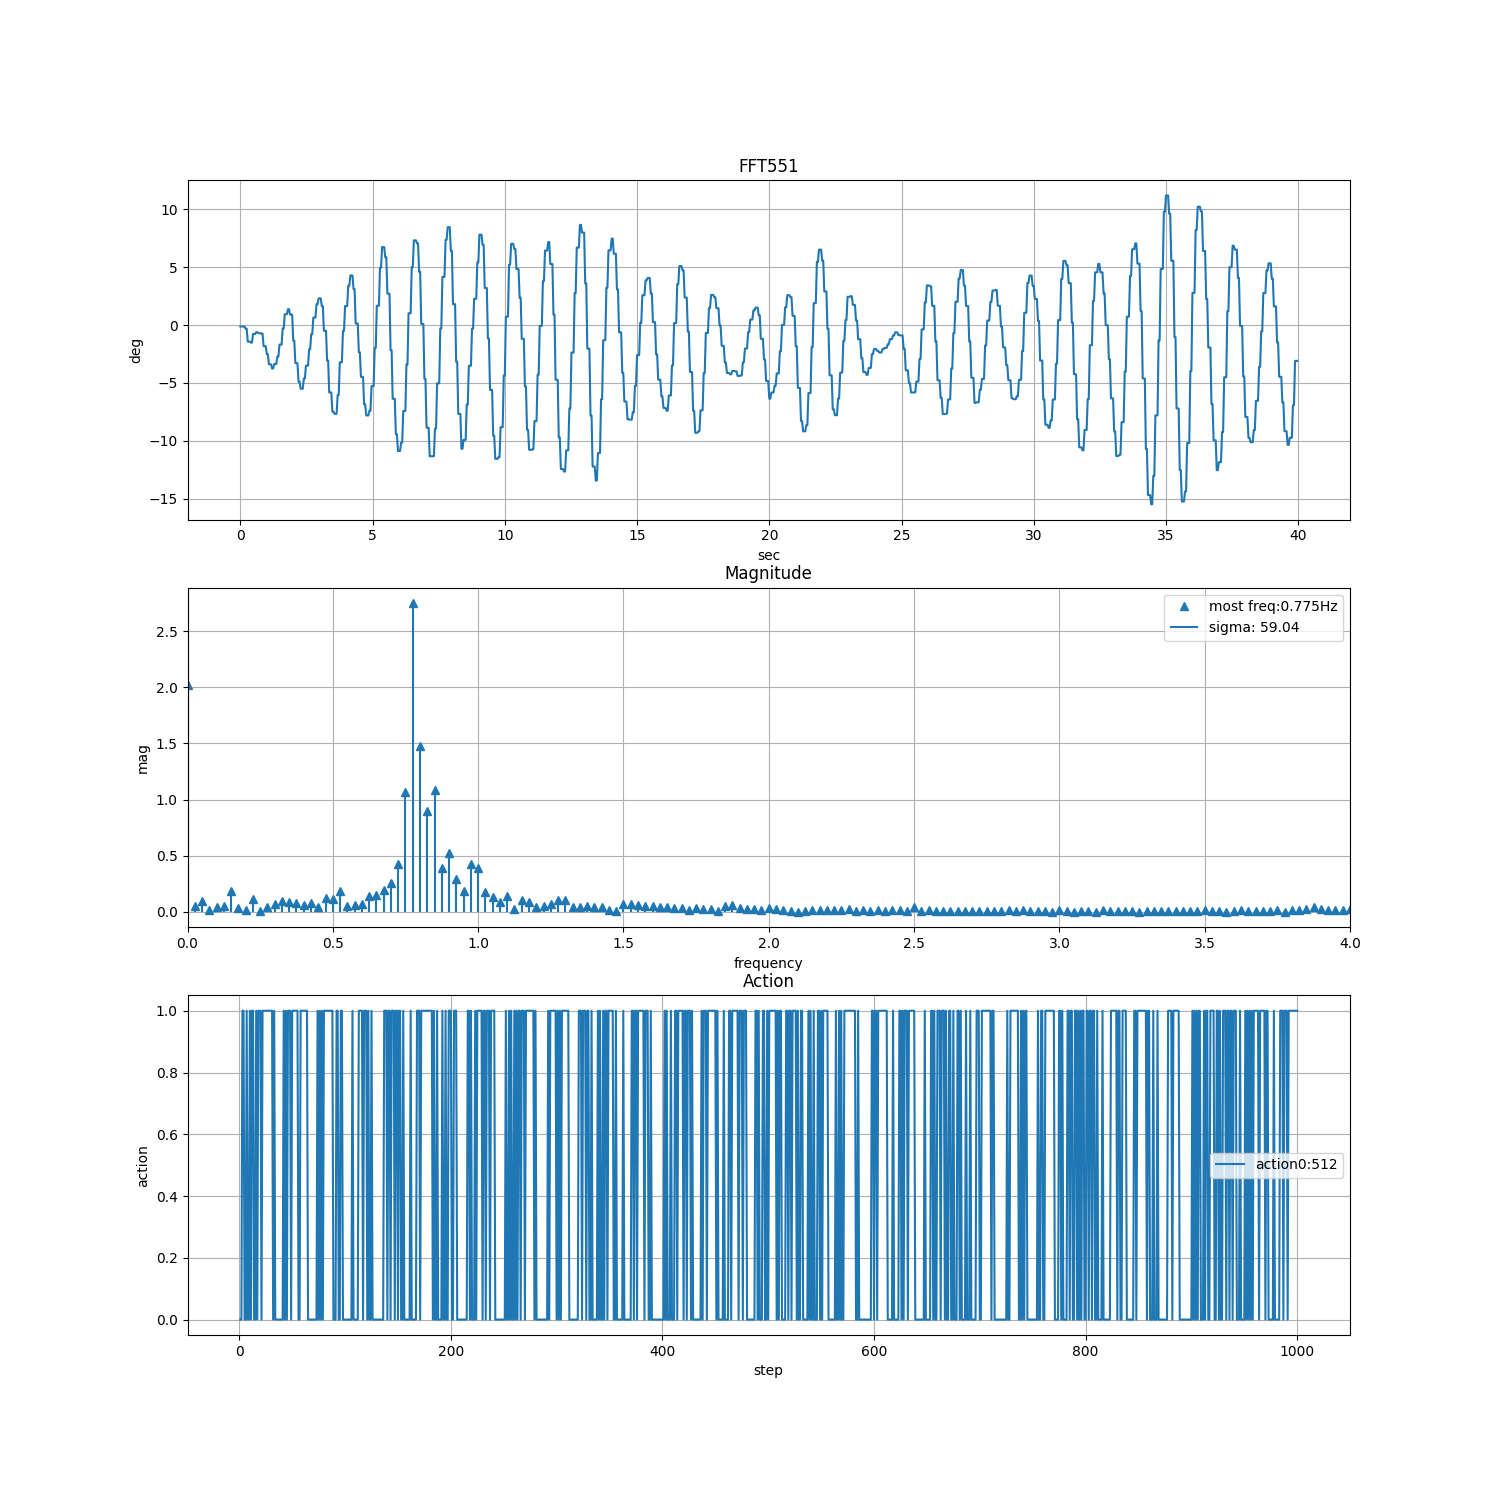 FFT551
10
5
0
−5
−10
−15
deg
0 5 10 15 20 25 30 35 40
sec
Magnitude
most freq:0.775Hz
sigma: 59.04
2.5
2.0
1.5
1.0
0.5
0.0
mag
0.0 0.5 1.0 1.5 2.0 2.5 3.0 3.5 4.0
frequency
Action
1.0
0.8
0.6
0.4
0.2
0.0
action
action0:512
0 200 400 600 800 1000
step